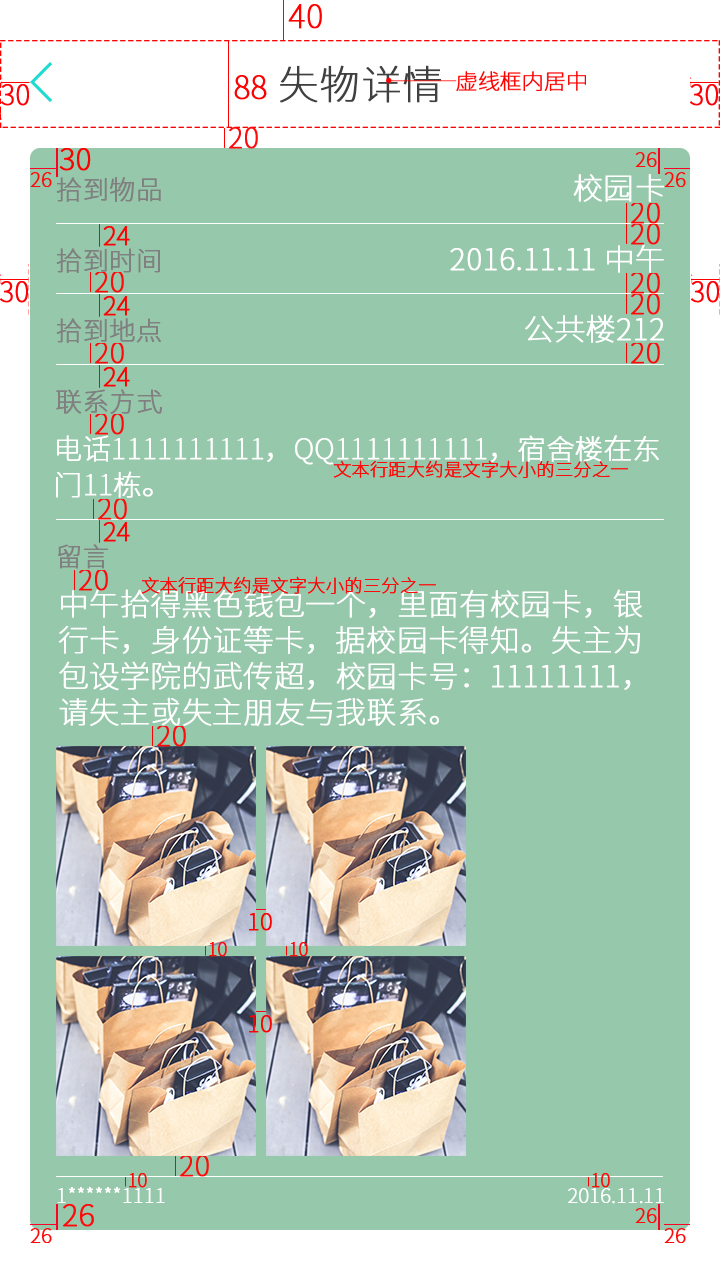 40
30
88
失物详情
虚线框内居中
30
20
30
26
26
26
拾到物品
校园卡
20
24
20
拾到时间
2016.11.11 中午
30
20
20
30
24
20
拾到地点
公共楼212
20
20
24
联系方式
20
电话1111111111，QQ1111111111，宿舍楼在东
文本行距大约是文字大小的三分之一
门11栋。
20
24
留言
20
文本行距大约是文字大小的三分之一
中午拾得黑色钱包一个，里面有校园卡，银
行卡，身份证等卡，据校园卡得知。失主为
包设学院的武传超，校园卡号：11111111，
请失主或失主朋友与我联系。
20
10
10
10
10
20
10
10
1******1111
2016.11.11
26
26
26
26